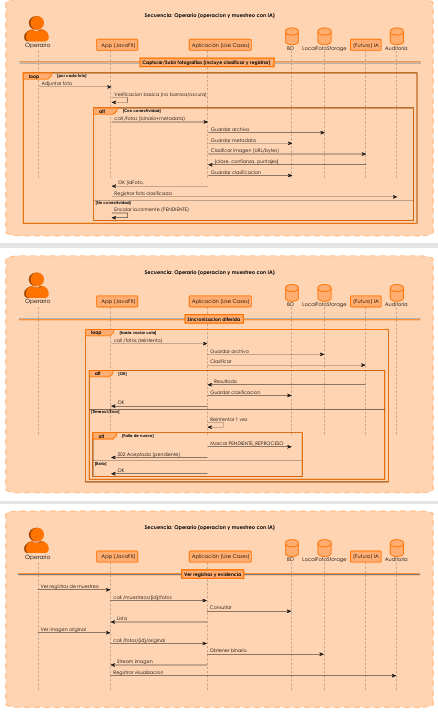 Secuencia: Operario (operacion y muestreo con IA)
Operario
App (JavaFX)
Aplicación (Use Cases)
BD
LocalFotoStorage
(Futuro) IA
Auditoria
Capturar/Subir fotografias (incluye clasificar y registrar)
loop [por cada foto]
Adjuntar foto
Verificacion basica (no borrosa/oscura)
alt [Con conectividad]
call /fotos (binario+metadata)
Guardar archivo
Guardar metadata
Clasificar imagen (URL/bytes)
(clase, confianza, puntajes)
Guardar clasificacion
OK (idFoto,
Registrar foto clasificada
[Sin conectividad]
Encolar localmente (PENDIENTE)
Secuencia: Operario (operacion y muestreo con IA)
Operario
App (JavaFX)
Aplicación (Use Cases)
BD
LocalFotoStorage
(Futuro) IA
Auditoria
Sincronizacion diferida
loop [hasta vaciar cola]
call /fotos (reintento)
Guardar archivo
Clasificar
alt [OK]
Resultado
Guardar clasificacion
OK
[Timeout/Error]
Reintentar 1 vez
alt [Falla de nuevo]
Marcar PENDIENTE_REPROCESO
202 Aceptada (pendiente)
[Exito]
OK
Secuencia: Operario (operacion y muestreo con IA)
Operario
App (JavaFX)
Aplicación (Use Cases)
BD
LocalFotoStorage
(Futuro) IA
Auditoria
Ver registros y evidencia
Ver registros de muestreo
call /muestreos/{id}/fotos
Consultar
Lista
Ver imagen original
call /fotos/{id}/original
Obtener binario
Stream imagen
Registrar visualizacion